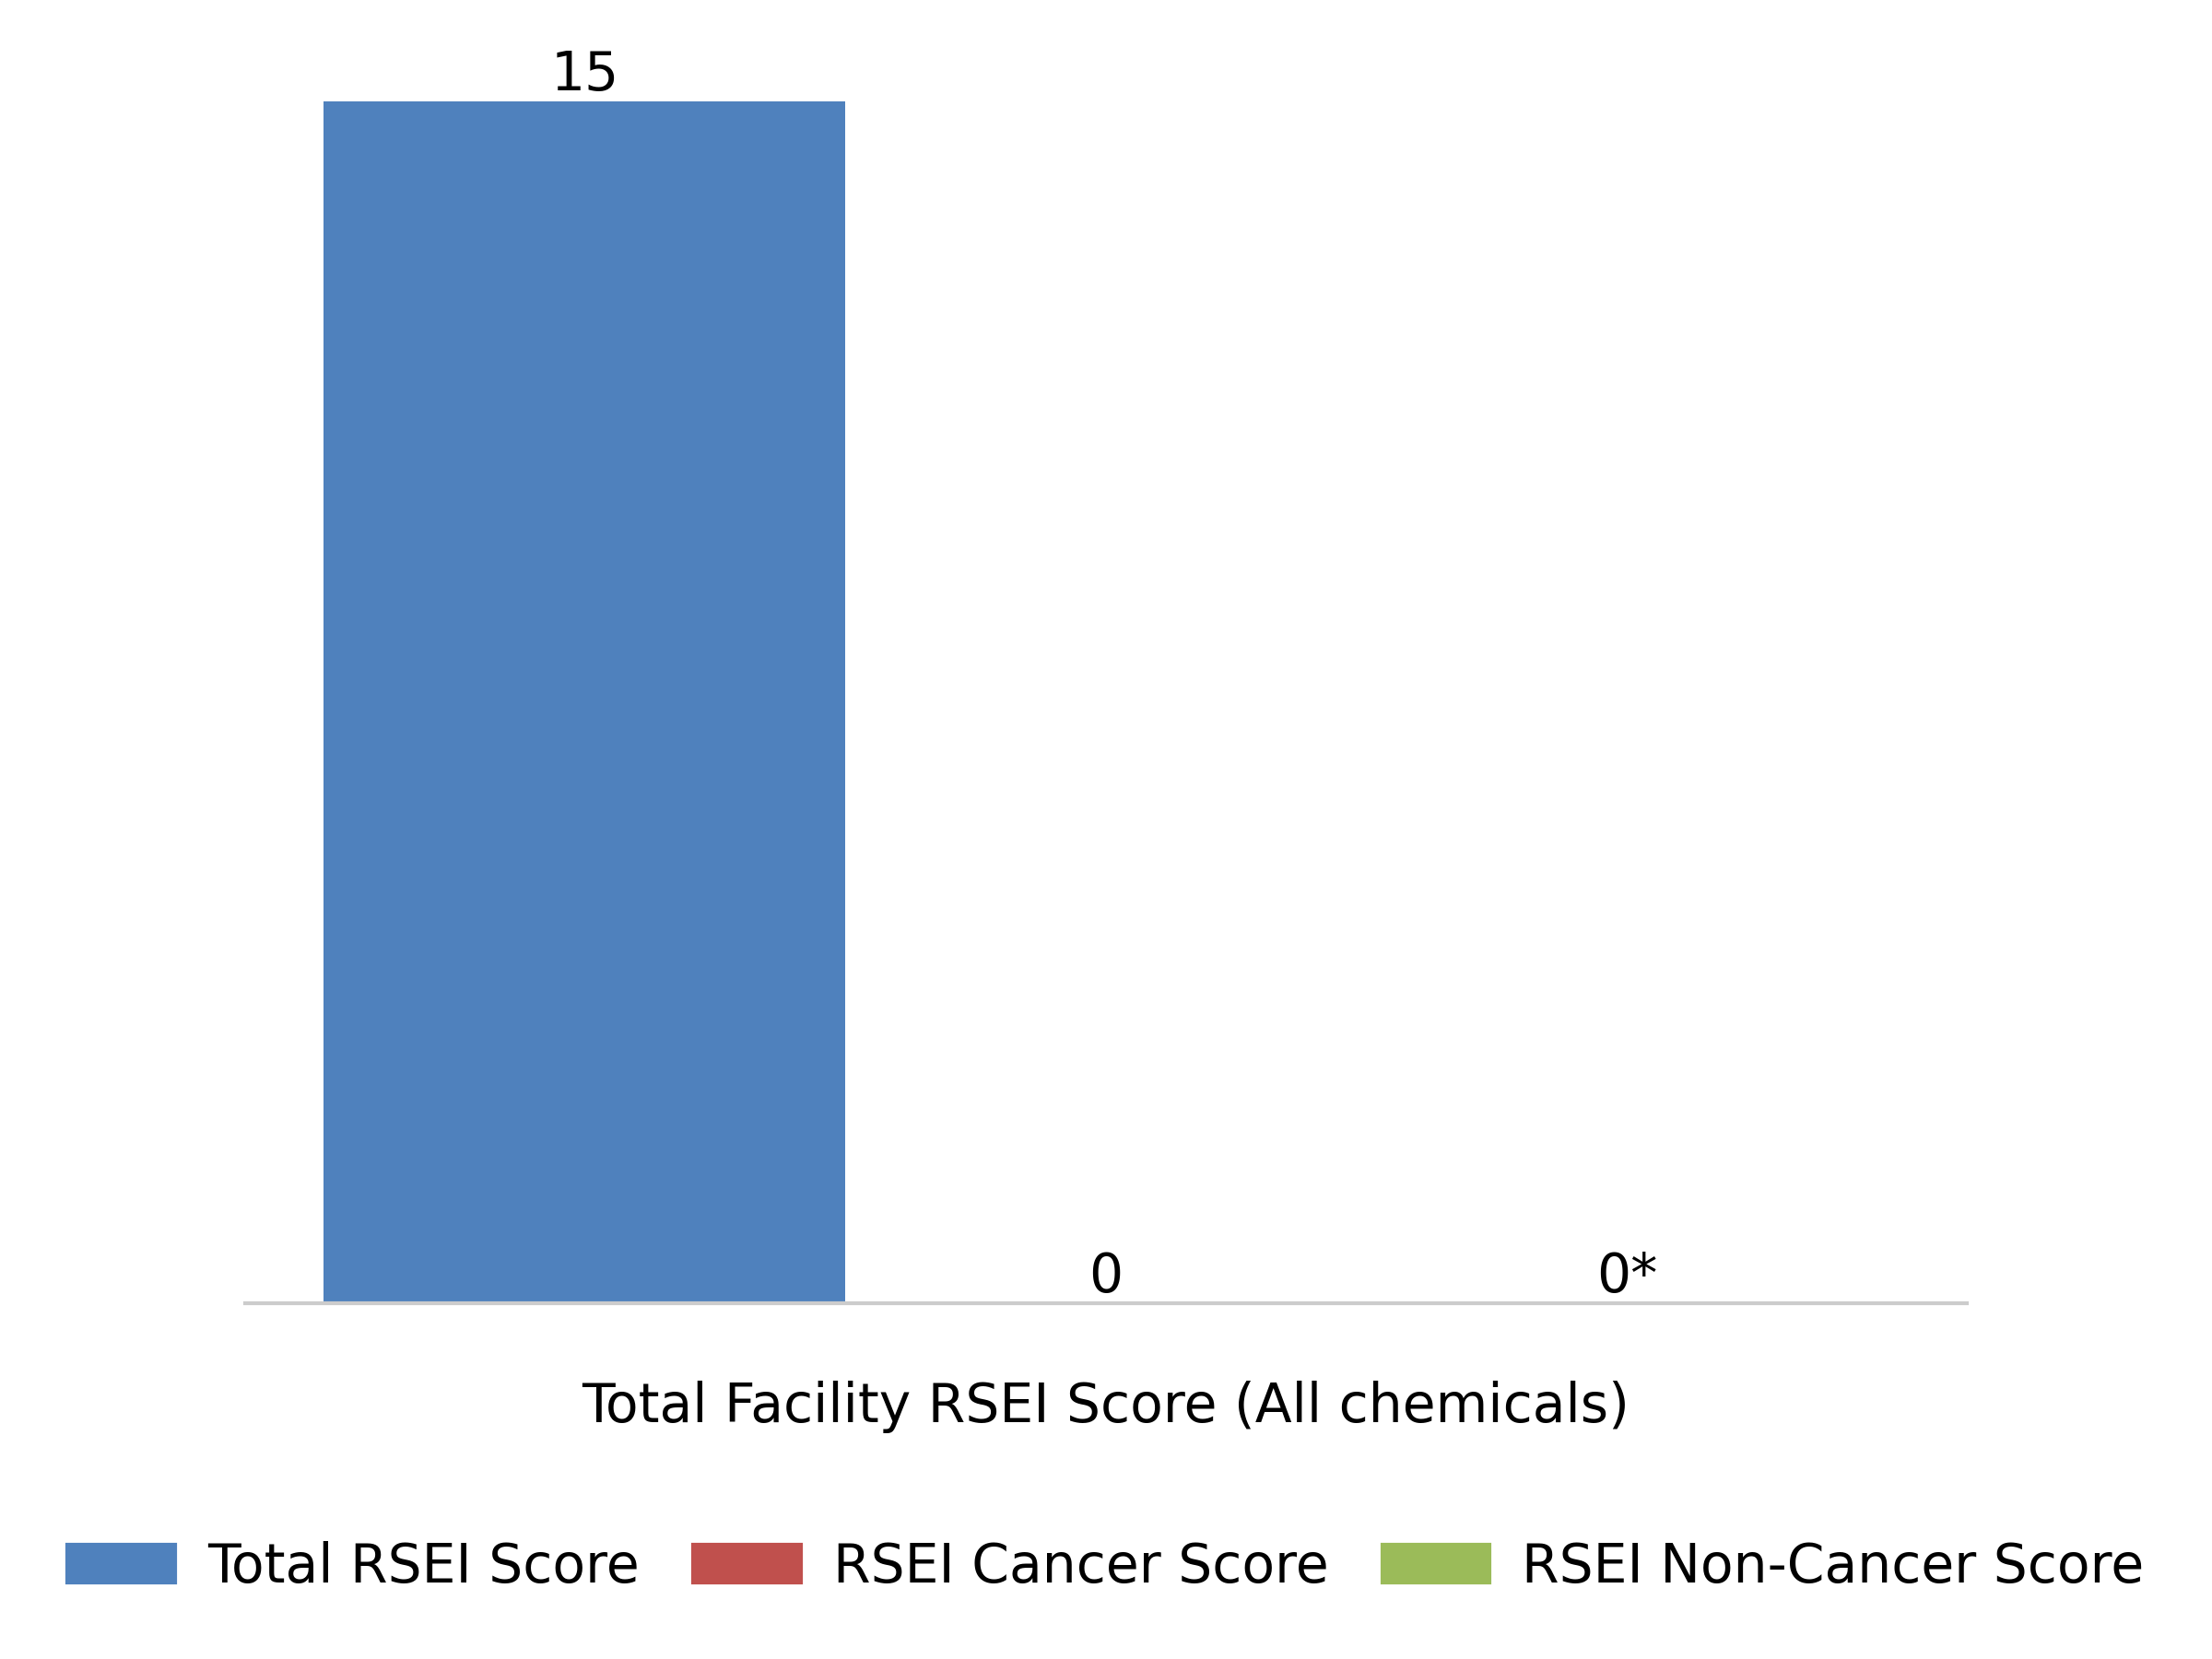 15
0
0*
Total Facility RSEI Score (All chemicals)
Total RSEI Score
RSEI Cancer Score
RSEI Non-Cancer Score